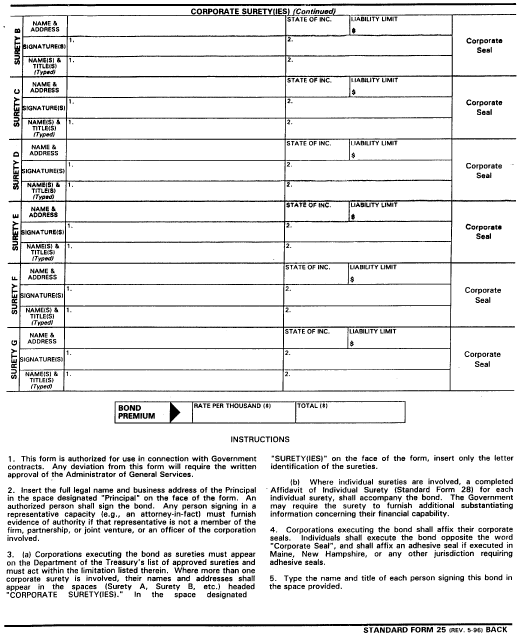 CORPORATE SURETY(IES) (Continued)
SURETY B
NAME & ADDRESS
STATE OF INC.
LIABILITY LIMIT
$
SIGNATURE(S)
1.
2.
NAME(S) & TITLE(S) (Typed)
1.
2.
Corporate Seal
SURETY C
NAME & ADDRESS
STATE OF INC.
LIABILITY LIMIT
$
SIGNATURE(S)
1.
2.
NAME(S) & TITLE(S) (Typed)
1.
2.
Corporate Seal
SURETY D
NAME & ADDRESS
STATE OF INC.
LIABILITY LIMIT
$
SIGNATURE(S)
1.
2.
NAME(S) & TITLE(S) (Typed)
1.
2.
Corporate Seal
SURETY E
NAME & ADDRESS
STATE OF INC.
LIABILITY LIMIT
$
SIGNATURE(S)
1.
2.
NAME(S) & TITLE(S) (Typed)
1.
2.
Corporate Seal
SURETY F
NAME & ADDRESS
STATE OF INC.
LIABILITY LIMIT
$
SIGNATURE(S)
1.
2.
NAME(S) & TITLE(S) (Typed)
1.
2.
Corporate Seal
SURETY G
NAME & ADDRESS
STATE OF INC.
LIABILITY LIMIT
$
SIGNATURE(S)
1.
2.
NAME(S) & TITLE(S) (Typed)
1.
2.
Corporate Seal
BOND PREMIUM
RATE PER THOUSAND ($)
TOTAL ($)
INSTRUCTIONS
1. This form is authorized for use in connection with Government
contracts. Any deviation from this form will require the written
approval of the Administrator of General Services.
2. Insert the full legal name and business address of the Principal
in the space designated "Principal" on the face of the form. An
authorized person shall sign the bond. Any person signing in a
representative capacity (e.g., an attorney-in-fact) must furnish
evidence of authority if that representative is not a member of the
firm, partnership, or joint venture, or an officer of the corporation
involved.
3. (a) Corporations executing the bond as sureties must appear
on the Department of the Treasury's list of approved sureties and
must act within the limitation listed therein. Where more than one
corporate surety is involved, their names and addresses shall
appear in the spaces (Surety A, Surety B, etc.) headed
"CORPORATE SURETY(IES)." In the space designated
"SURETY(IES)" on the face of the form, insert only the letter
identification of the sureties.
(b) Where individual sureties are involved, a completed
Affidavit of Individual Surety (Standard Form 28) for each
individual surety, shall accompany the bond. The Government
may require the surety to furnish additional substantiating
information concerning their financial capability.
4. Corporations executing the bond shall affix their corporate
seals. Individuals shall execute the bond opposite the word
"Corporate Seal", and shall affix an adhesive seal if executed in
Maine, New Hampshire, or any other jurisdiction requiring
adhesive seals.
5. Type the name and title of each person signing this bond in
the space provided.
STANDARD FORM 25 (REV. 5-96) BACK